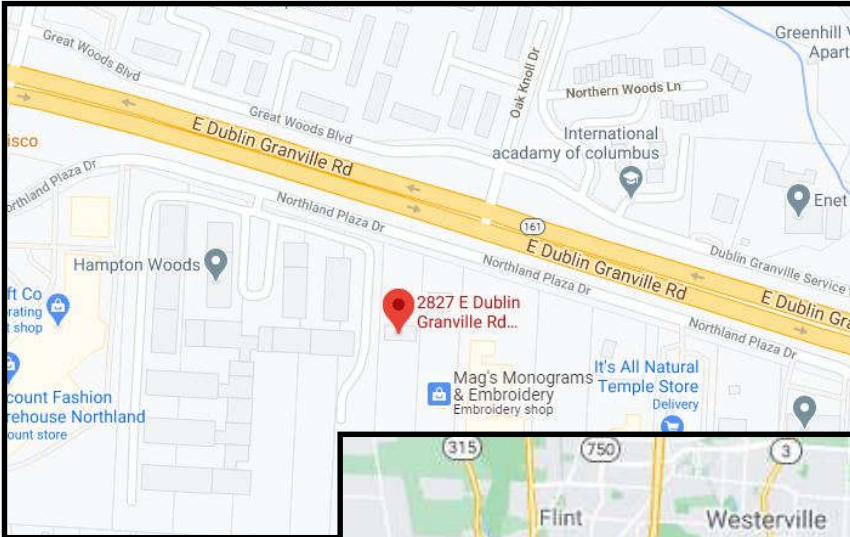 Great Woods Blvd
Greenhill V
Apart
Oak Knoll Dr
Northern Woods Ln
Great Woods Blvd
International
acadamy of columbus
E Dublin Granville Rd
isco
orthland Plaza Dr
Enet
Northland Plaza Dr
161
Dublin Granville Service
Hampton Woods
E Dublin Granville Rd
Northland Plaza Dr
E Dublin Gra
ft Co
rating
t shop
2827 E Dublin
Granville Rd...
Northland Plaza Dr
It's All Natural
Temple Store
Delivery
Mag's Monograms
& Embroidery
Embroidery shop
count Fashion
rehouse Northland
ount store
315
750
3
Flint
Westerville